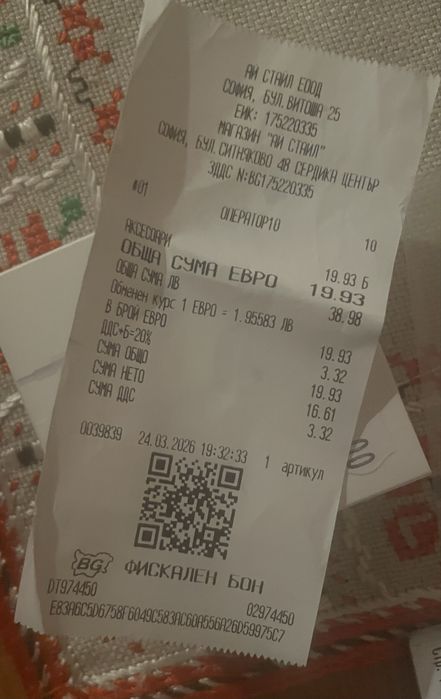 АЙ СТАИЛ ЕООД
СОФИЯ, БУЛ.ВИТОША 25
ЕИК: 175220335
МАГАЗИН "АЙ СТАИЛ"
СОФИЯ, БУЛ.СИТНЯКОВО 48 СЕРДИКА ЦЕНТЪР
ЗДДС N:BG175220335
#01 ОПЕРАТОР10 10
АКСЕСОАРИ 19.93 Б
ОБЩА СУМА ЕВРО 19.93
ОБЩА СУМА ЛВ 38.98
Обменен курс 1 ЕВРО = 1.95583 ЛВ
В БРОЙ ЕВРО 19.93
ДДС+Б=20% 3.32
СУМА ОБЩО 19.93
СУМА НЕТО 16.61
СУМА ДДС 3.32
0039839 24.03.2026 19:32:33 1 артикул
BG ФИСКАЛЕН БОН
DT974450 02974450